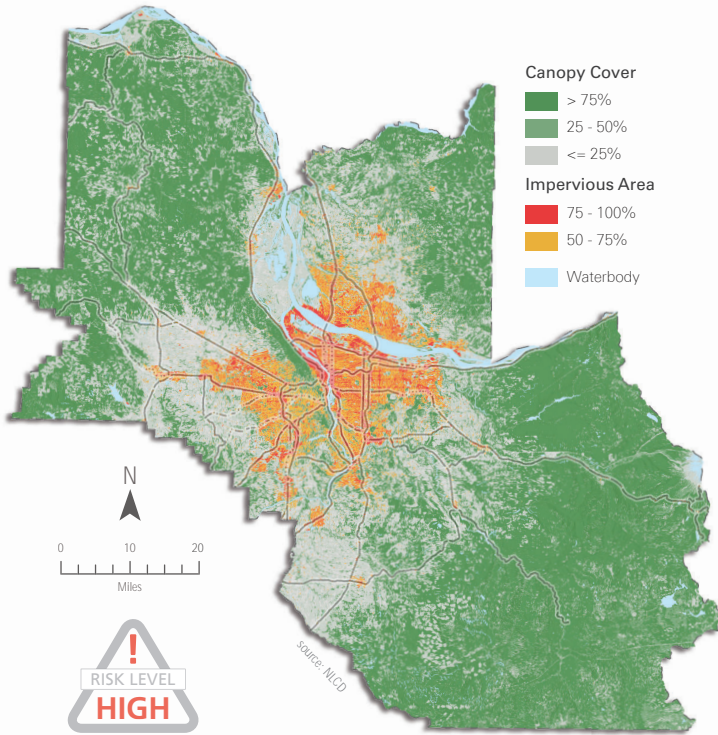 Canopy Cover
> 75%
25 - 50%
<= 25%
Impervious Area
75 - 100%
50 - 75%
Waterbody
N
0 10 20
Miles
source: NLCD
!
RISK LEVEL
HIGH